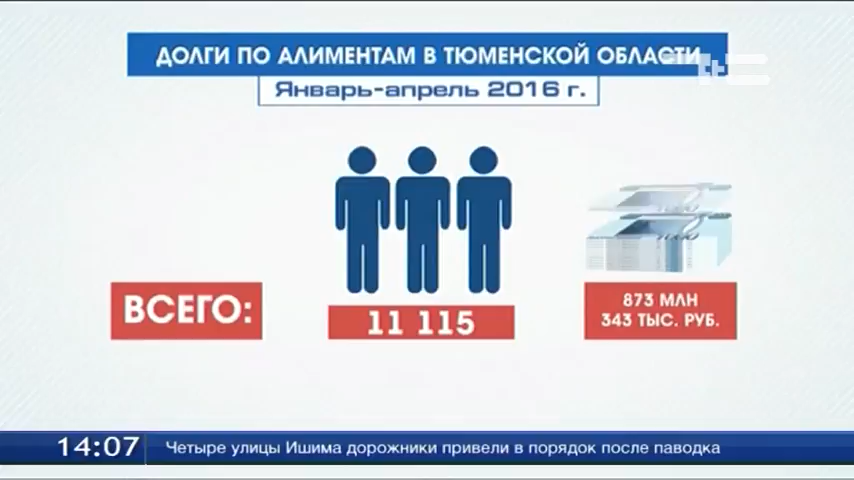 ДОЛГИ ПО АЛИМЕНТАМ В ТЮМЕНСКОЙ ОБЛАСТИ
Январь-апрель 2016 г.
ВСЕГО:
11 115
873 МЛН
343 ТЫС. РУБ.
14:07
Четыре улицы Ишима дорожники привели в порядок после паводка